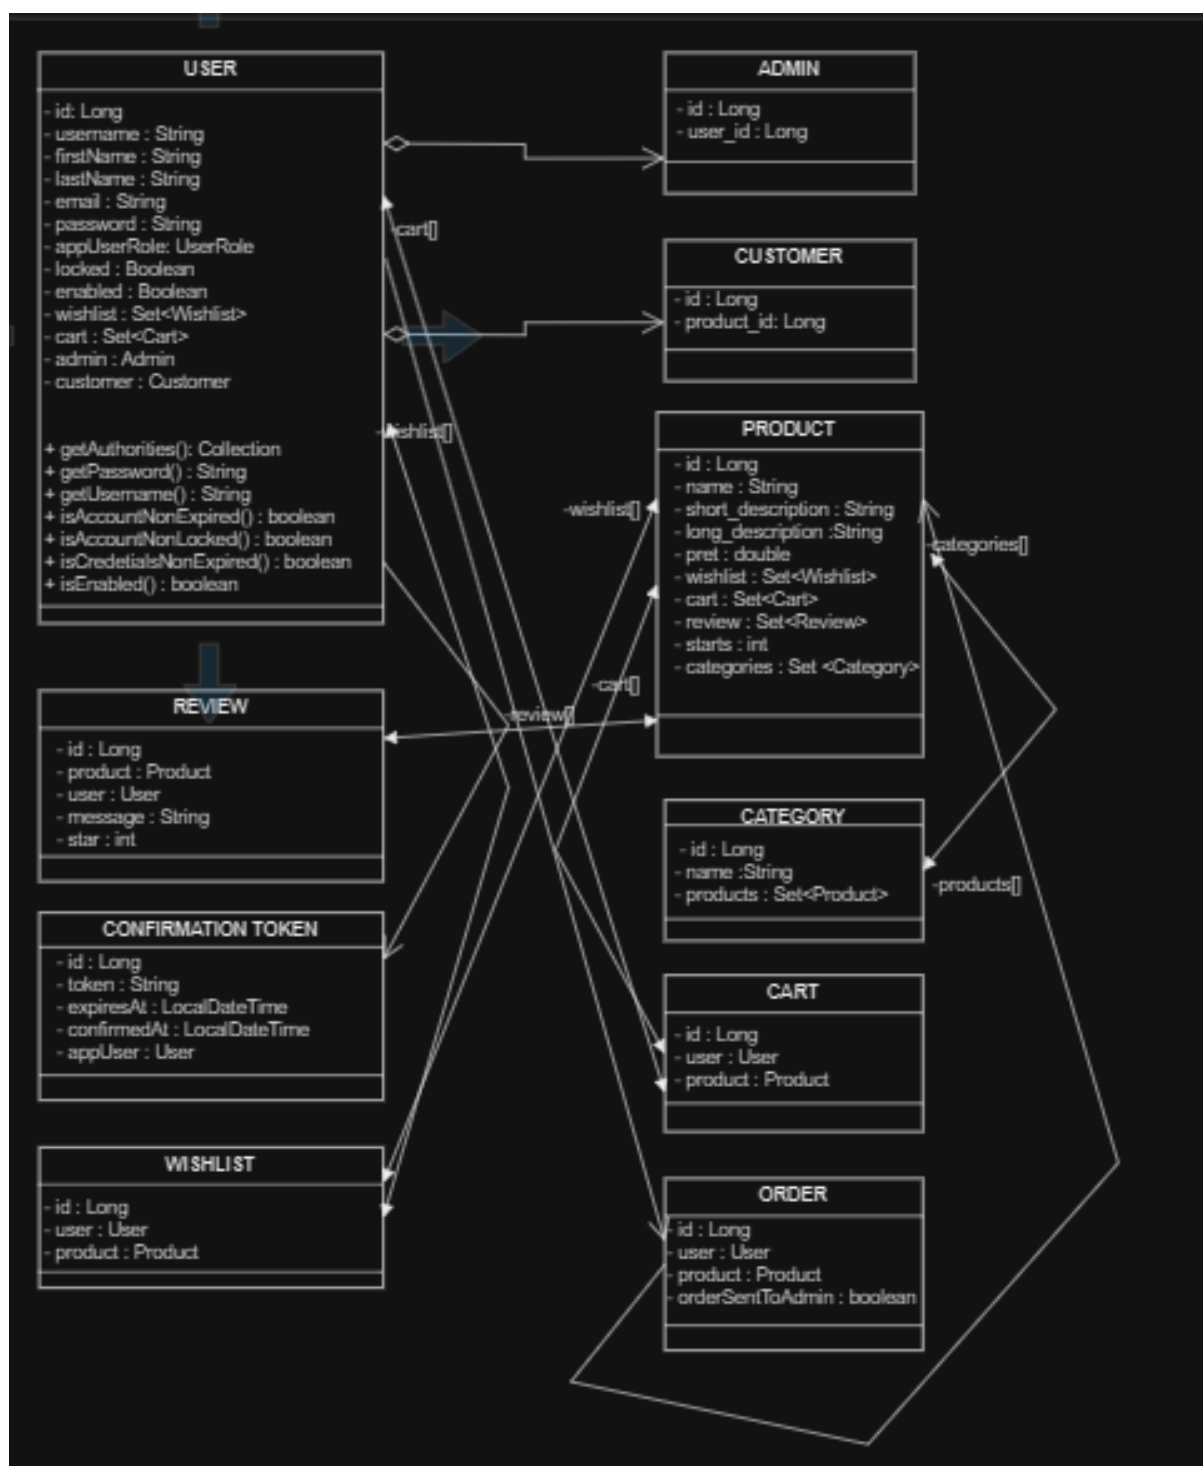 USER
- id: Long
- username : String
- firstName : String
- lastName : String
- email : String
- password : String
- appUserRole: UserRole
- locked : Boolean
- enabled : Boolean
- wishlist : Set<Wishlist>
- cart : Set<Cart>
- admin : Admin
- customer : Customer
+ getAuthorities(): Collection
+ getPassword() : String
+ getUsername() : String
+ isAccountNonExpired() : boolean
+ isAccountNonLocked() : boolean
+ isCredetialsNonExpired() : boolean
+ isEnabled() : boolean
ADMIN
- id : Long
- user_id : Long
-cart[]
CUSTOMER
- id : Long
- product_id: Long
-wishlist[]
PRODUCT
- id : Long
- name : String
- short_description : String
- long_description :String
- pret : double
- wishlist : Set<Wishlist>
- cart : Set<Cart>
- review : Set<Review>
- starts : int
- categories : Set <Category>
-wishlist[]
-categories[]
-cart[]
-review[]
REVIEW
- id : Long
- product : Product
- user : User
- message : String
- star : int
CATEGORY
- id : Long
- name :String
- products : Set<Product>
-products[]
CONFIRMATION TOKEN
- id : Long
- token : String
- expiresAt : LocalDateTime
- confirmedAt : LocalDateTime
- appUser : User
CART
- id : Long
- user : User
- product : Product
WISHLIST
- id : Long
- user : User
- product : Product
ORDER
- id : Long
- user : User
- product : Product
- orderSentToAdmin : boolean